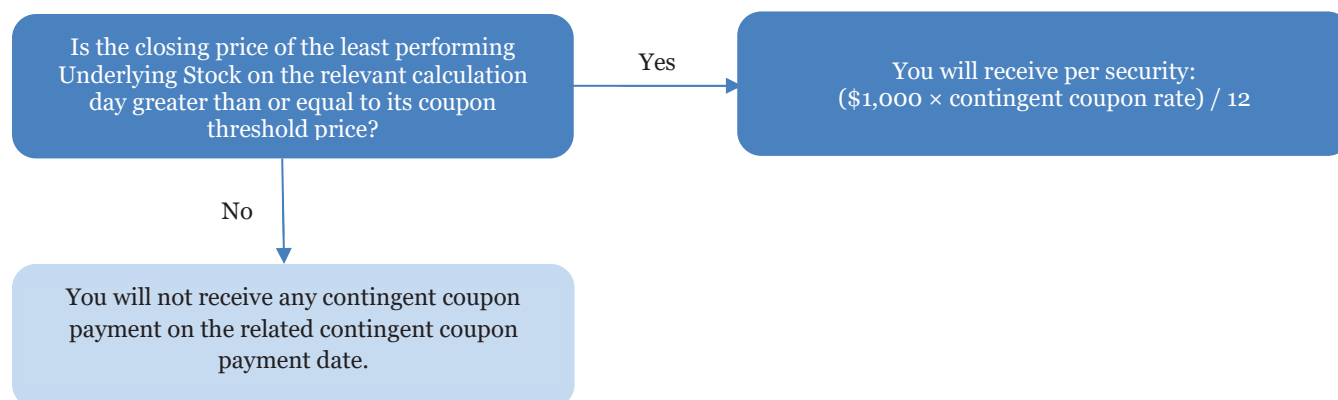 Is the closing price of the least performing
Underlying Stock on the relevant calculation
day greater than or equal to its coupon
threshold price?
Yes
You will receive per security:
($1,000 × contingent coupon rate) / 12
No
You will not receive any contingent coupon
payment on the related contingent coupon
payment date.